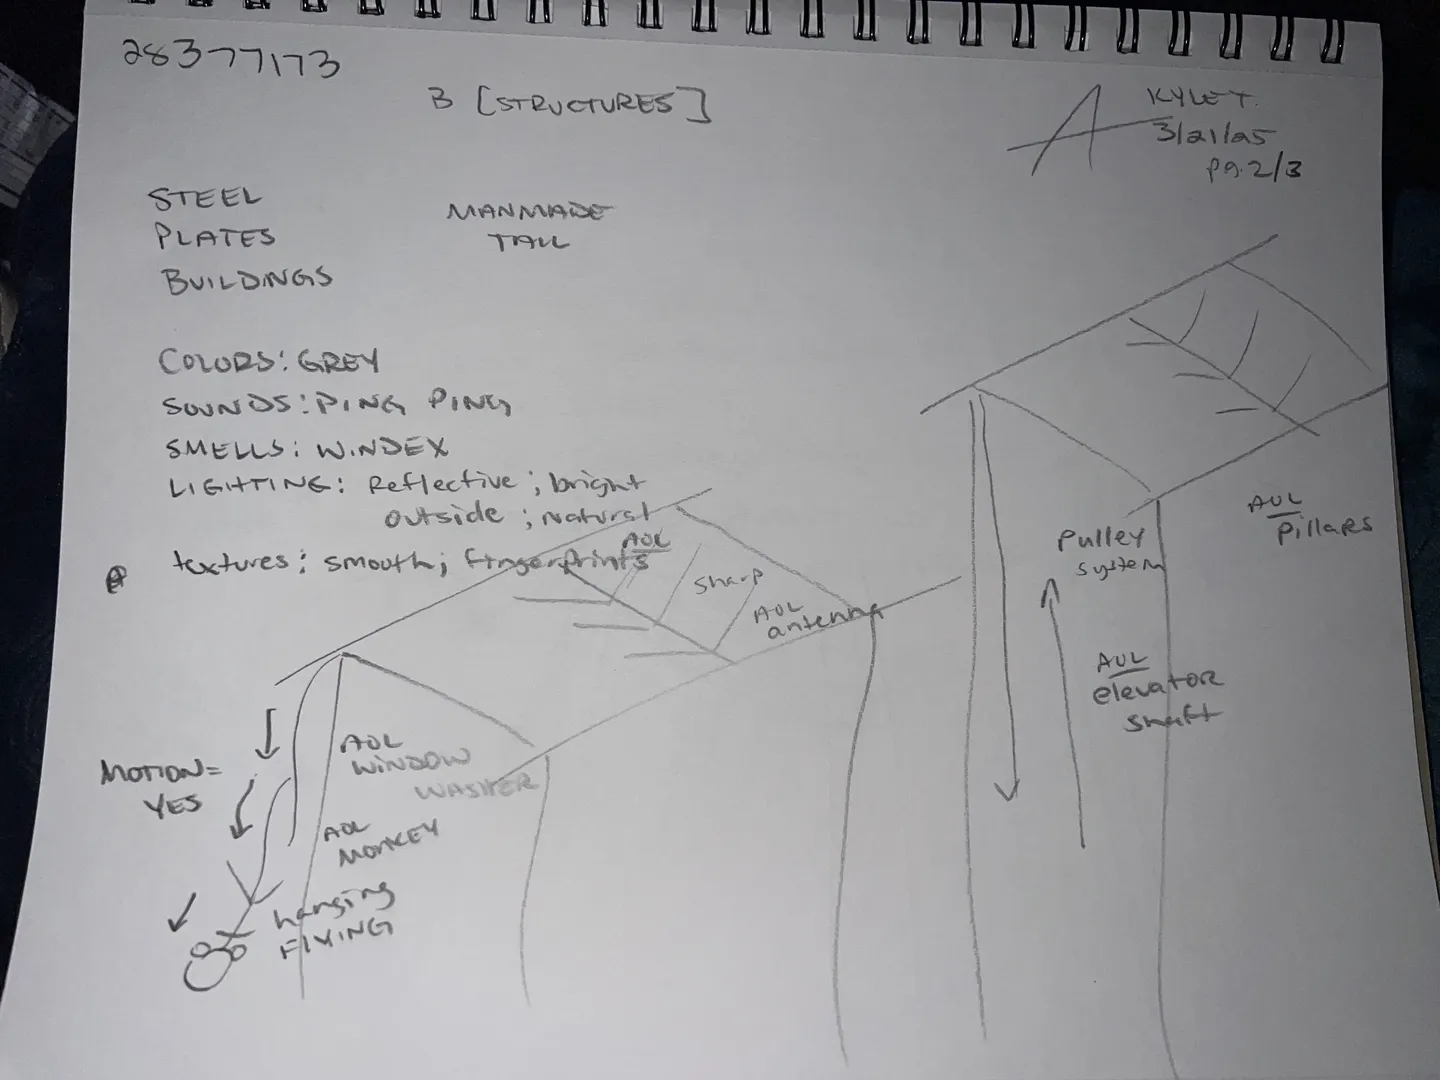 28377173
B [STRUCTURES]
A
KYLE T.
3/21/25
pg. 2/3
STEEL
PLATES
BUILDINGS
MANMADE
TALL
COLORS: GREY
SOUNDS: PING PING
SMELLS: WINDEX
LIGHTING: Reflective ; bright
outside ; natural
textures: smooth; fingerprints
AOL
sharp
AOL
antenna
AOL
Pillars
Pulley
system
AOL
elevator
shaft
MOTION=
YES
AOL
WINDOW
WASHER
AOL
MONKEY
hanging
FLYING